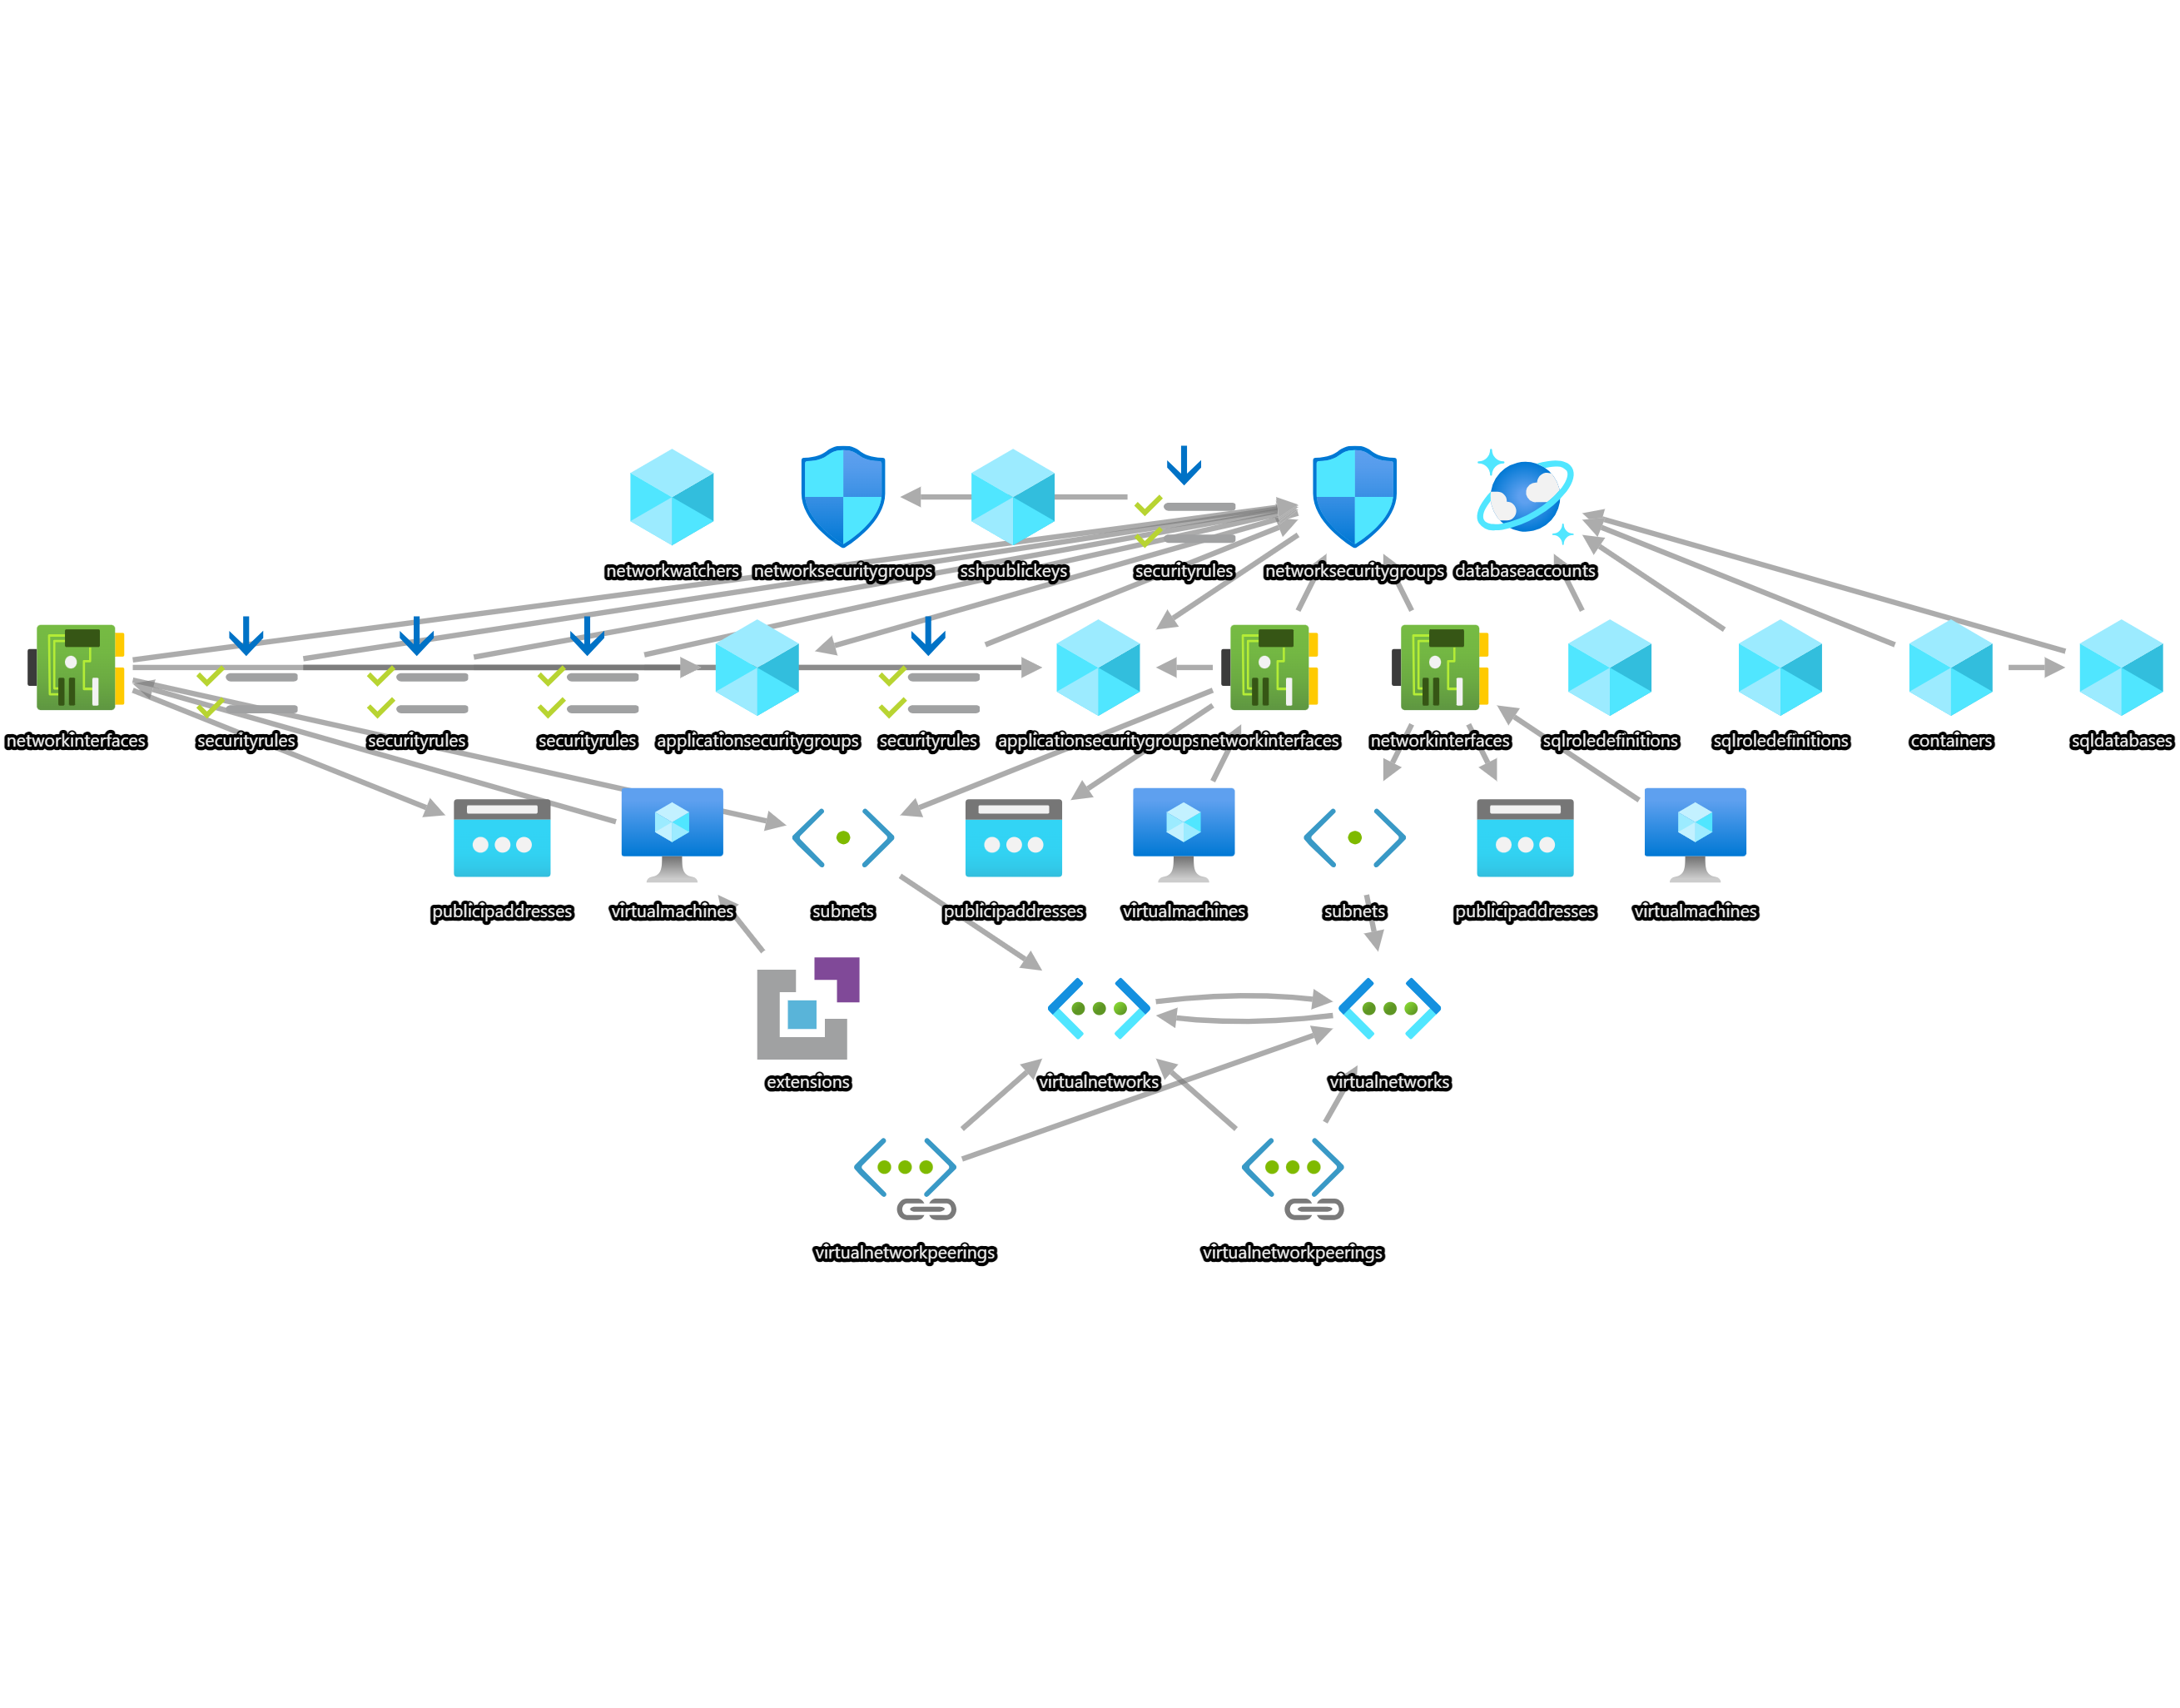 networkwatchers
networksecuritygroups
sshpublickeys
securityrules
networksecuritygroups
databaseaccounts
networkinterfaces
securityrules
securityrules
securityrules
applicationsecuritygroups
securityrules
applicationsecuritygroups
networkinterfaces
networkinterfaces
sqlroledefinitions
sqlroledefinitions
containers
sqldatabases
publicipaddresses
virtualmachines
subnets
publicipaddresses
virtualmachines
subnets
publicipaddresses
virtualmachines
extensions
virtualnetworks
virtualnetworks
virtualnetworkpeerings
virtualnetworkpeerings